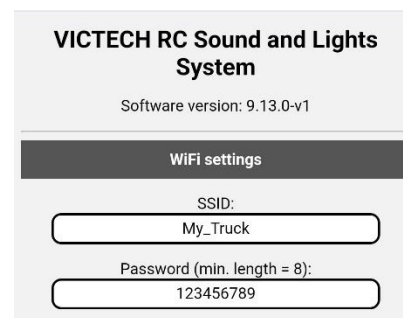 VICTECH RC Sound and Lights
System
Software version: 9.13.0-v1
WiFi settings
SSID:
My_Truck
Password (min. length = 8):
123456789